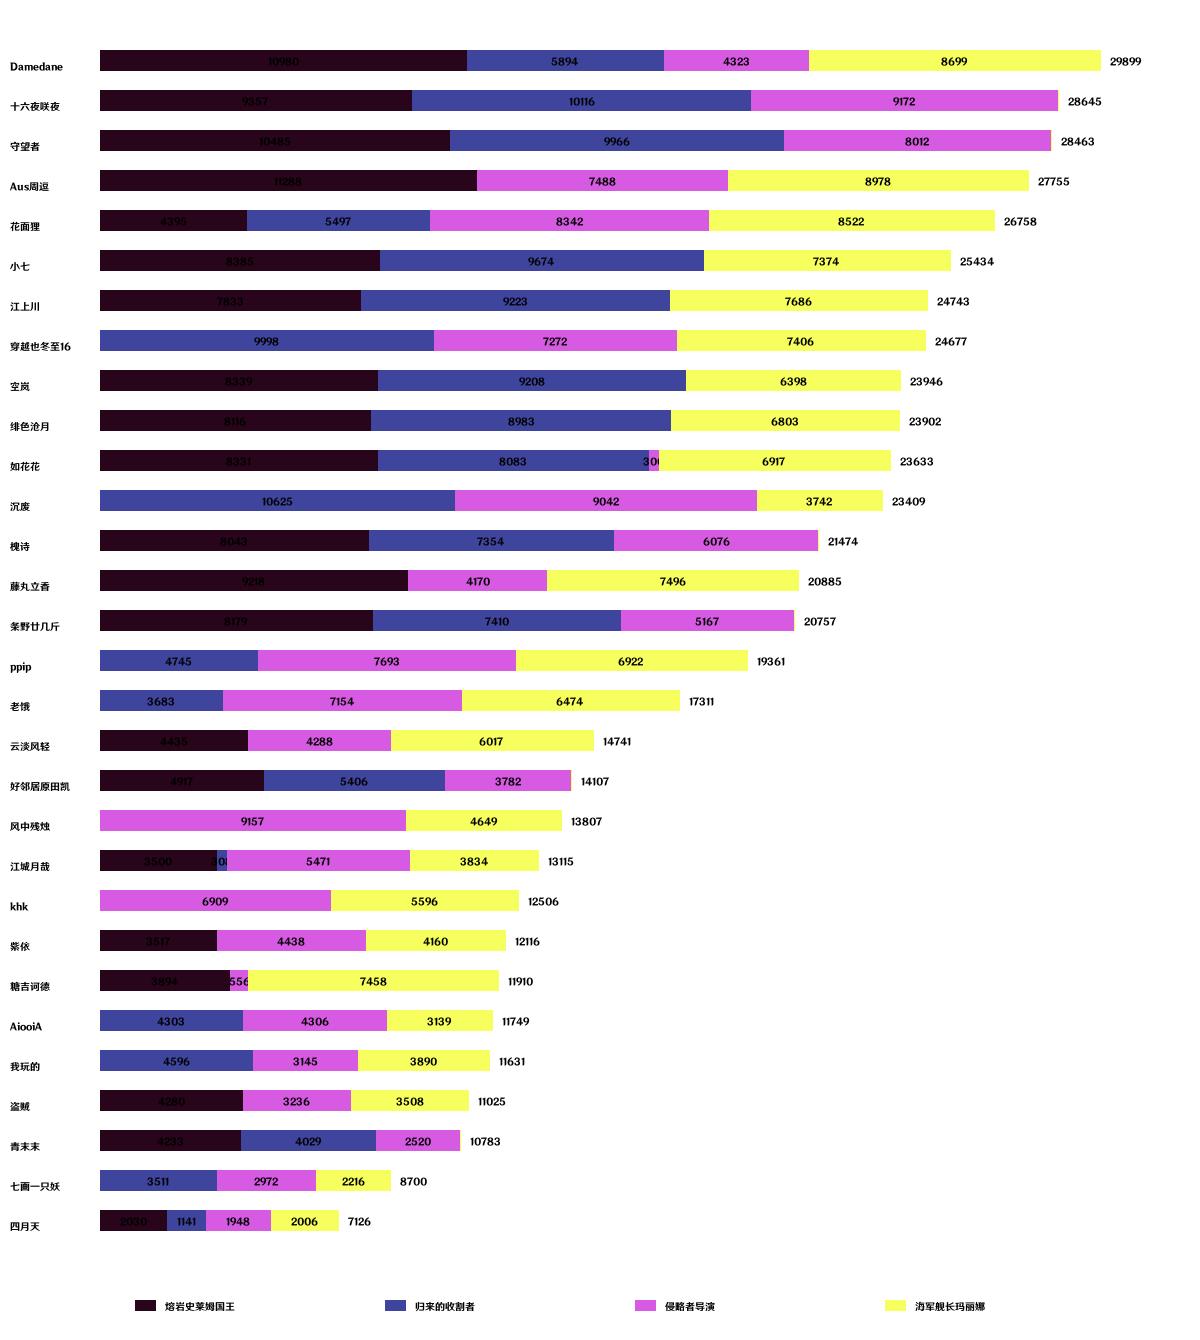 Damedane 10980 5894 4323 8699 29899
十六夜咲夜 9357 10116 9172 28645
守望者 10485 9966 8012 28463
Aus周逗 11288 7488 8978 27755
花面狸 4395 5497 8342 8522 26758
小七 8385 9674 7374 25434
江上川 7833 9223 7686 24743
穿越也冬至16 9998 7272 7406 24677
空岚 8339 9208 6398 23946
绯色沧月 8116 8983 6803 23902
如花花 8331 8083 300 6917 23633
沉废 10625 9042 3742 23409
槐诗 8043 7354 6076 21474
藤丸立香 9218 4170 7496 20885
条野廿几斤 8179 7410 5167 20757
ppip 4745 7693 6922 19361
老饿 3683 7154 6474 17311
云淡风轻 4435 4288 6017 14741
好邻居原田凯 4917 5406 3782 14107
风中残烛 9157 4649 13807
江城月哉 3500 308 5471 3834 13115
khk 6909 5596 12506
紫依 3517 4438 4160 12116
糖吉诃德 3894 556 7458 11910
AiooiA 4303 4306 3139 11749
我玩的 4596 3145 3890 11631
盗贼 4280 3236 3508 11025
青末末 4233 4029 2520 10783
七画一只妖 3511 2972 2216 8700
四月天 2030 1141 1948 2006 7126
熔岩史莱姆国王 归来的收割者 侵略者导演 海军舰长玛丽娜